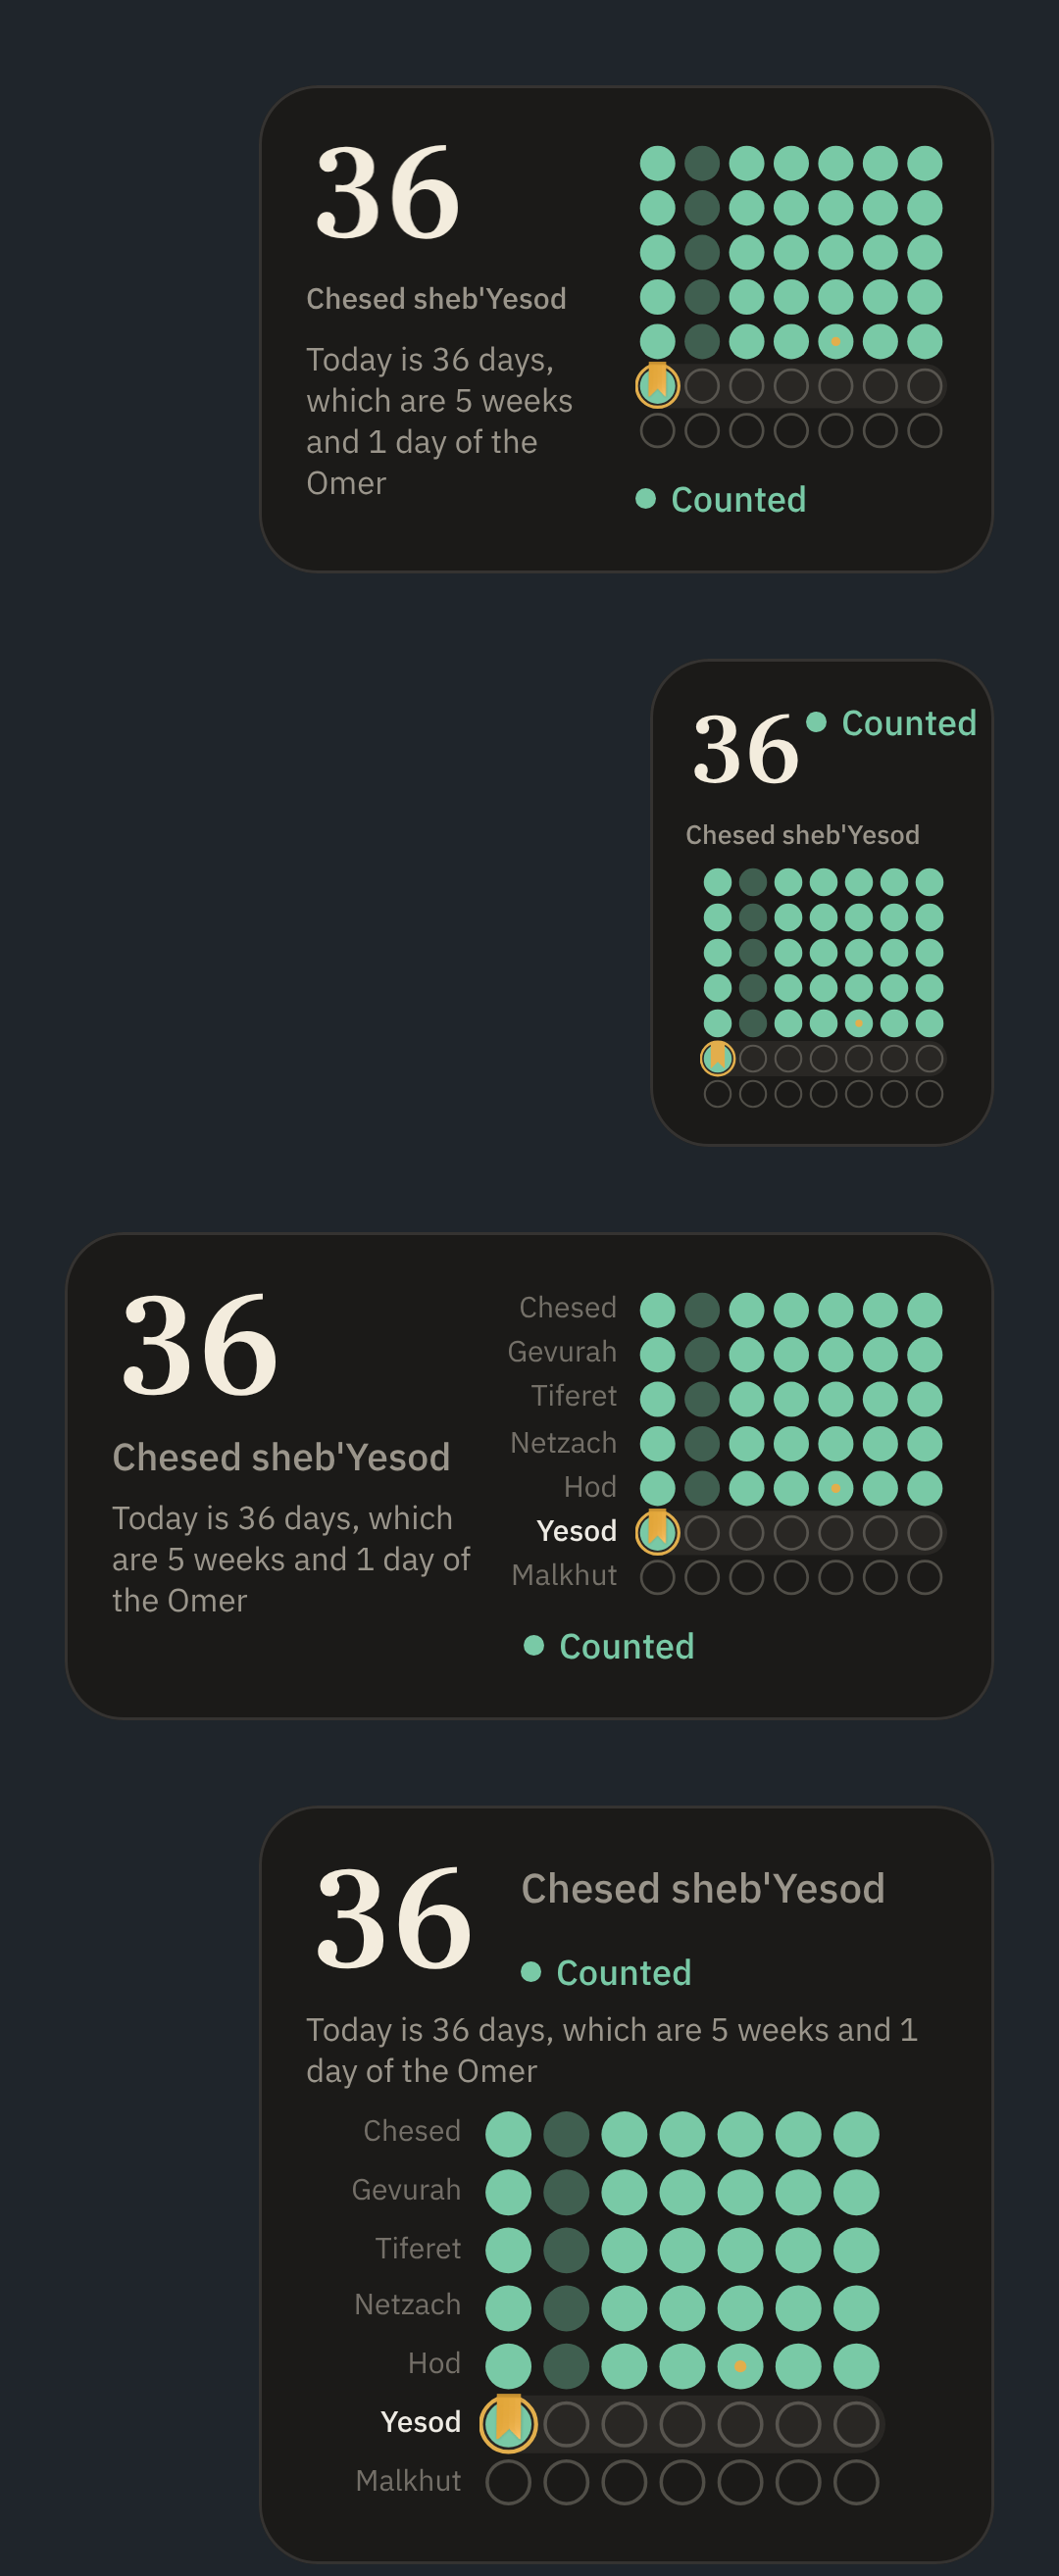 36
Chesed sheb'Yesod
Today is 36 days,
which are 5 weeks
and 1 day of the
Omer
Counted
36
Counted
Chesed sheb'Yesod
36
Chesed sheb'Yesod
Today is 36 days, which
are 5 weeks and 1 day of
the Omer
Chesed
Gevurah
Tiferet
Netzach
Hod
Yesod
Malkhut
Counted
36
Chesed sheb'Yesod
Counted
Today is 36 days, which are 5 weeks and 1
day of the Omer
Chesed
Gevurah
Tiferet
Netzach
Hod
Yesod
Malkhut